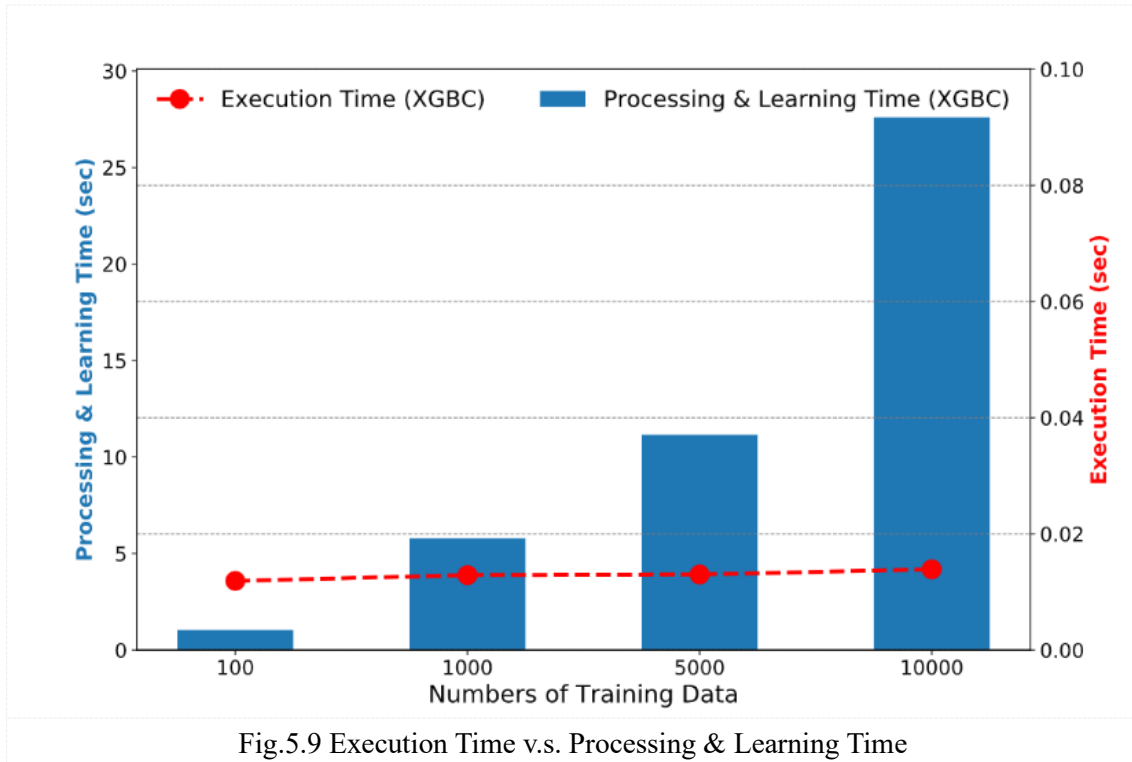 Execution Time (XGBC)
Processing & Learning Time (XGBC)
Processing & Learning Time (sec)
30
25
20
15
10
5
0
0.10
0.08
0.06
0.04
0.02
0.00
Execution Time (sec)
100 1000 5000 10000
Numbers of Training Data
Fig.5.9 Execution Time v.s. Processing & Learning Time